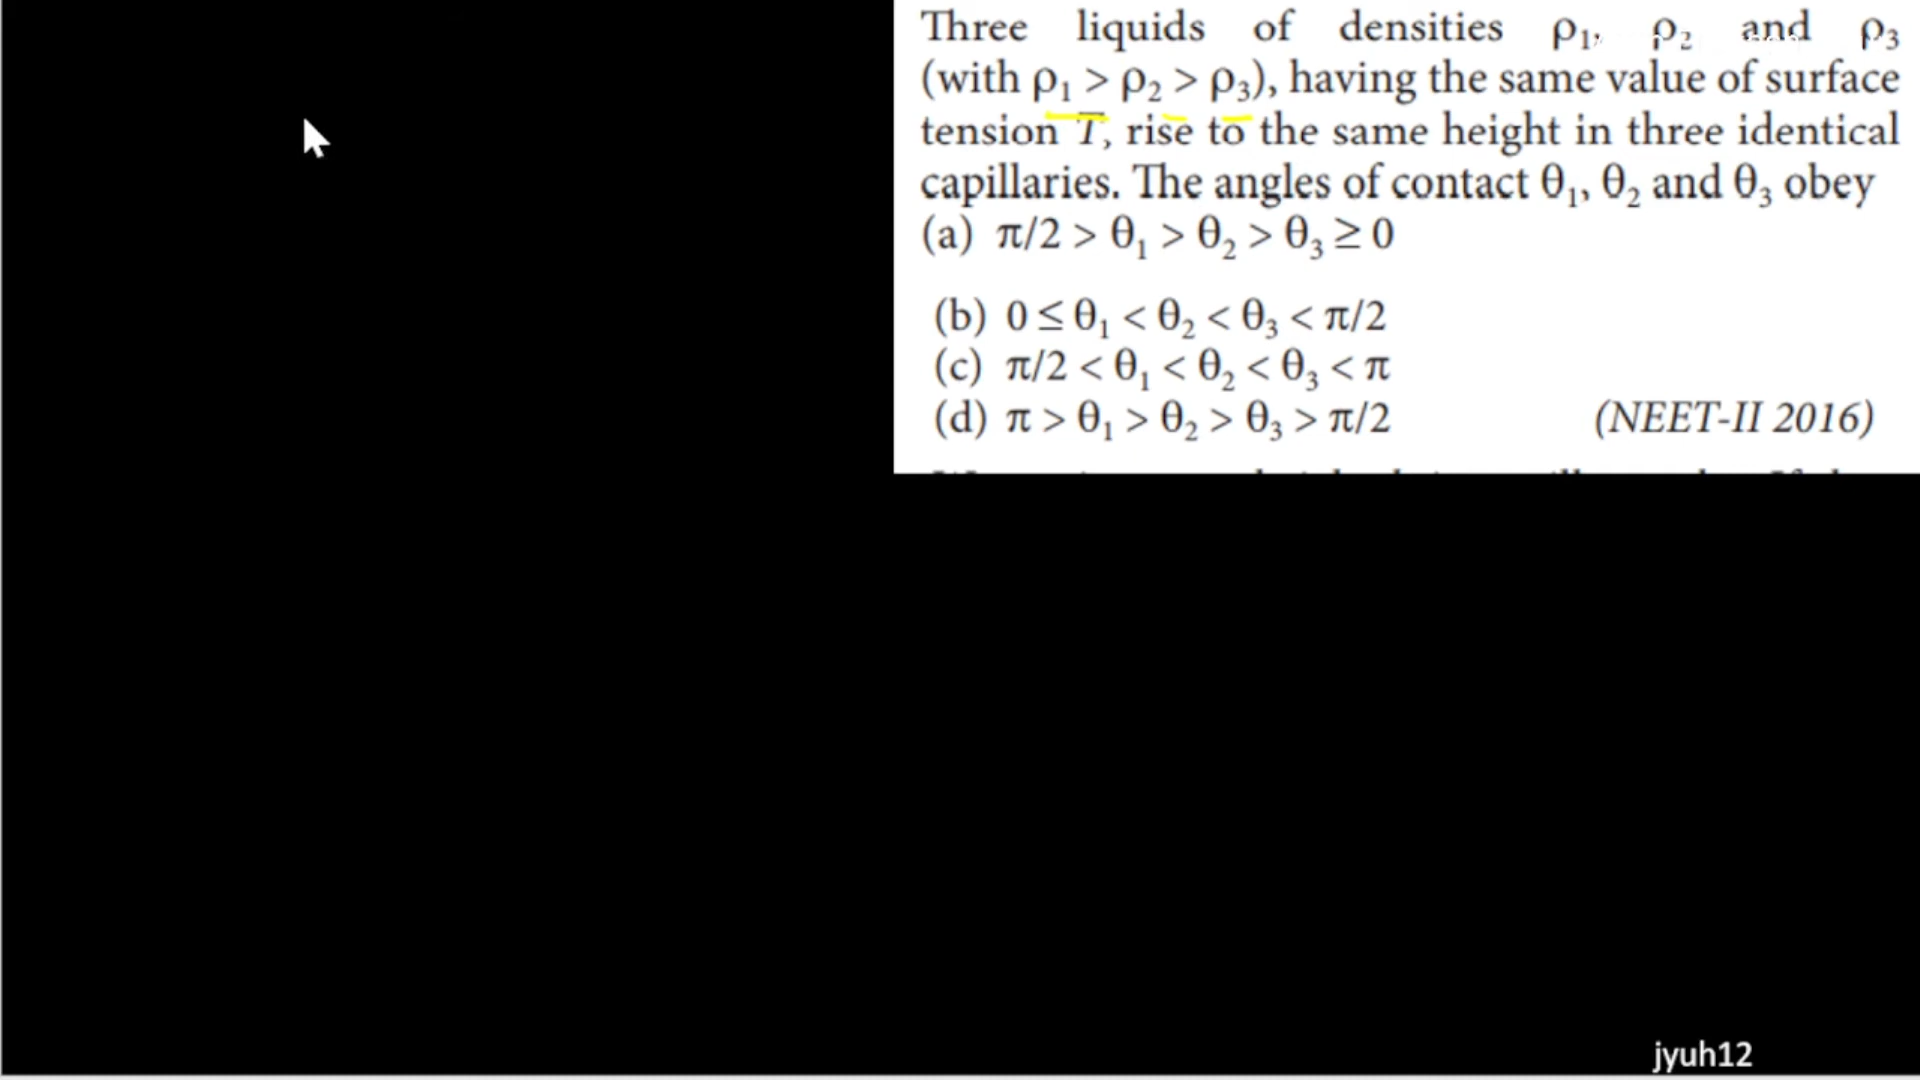 Three liquids of densities ρ₁, ρ₂ and ρ₃
(with ρ₁ > ρ₂ > ρ₃), having the same value of surface
tension T, rise to the same height in three identical
capillaries. The angles of contact θ₁, θ₂ and θ₃ obey
(a) π/2 > θ₁ > θ₂ > θ₃ ≥ 0
(b) 0 ≤ θ₁ < θ₂ < θ₃ < π/2
(c) π/2 < θ₁ < θ₂ < θ₃ < π
(d) π > θ₁ > θ₂ > θ₃ > π/2 (NEET-II 2016)
jyuh12